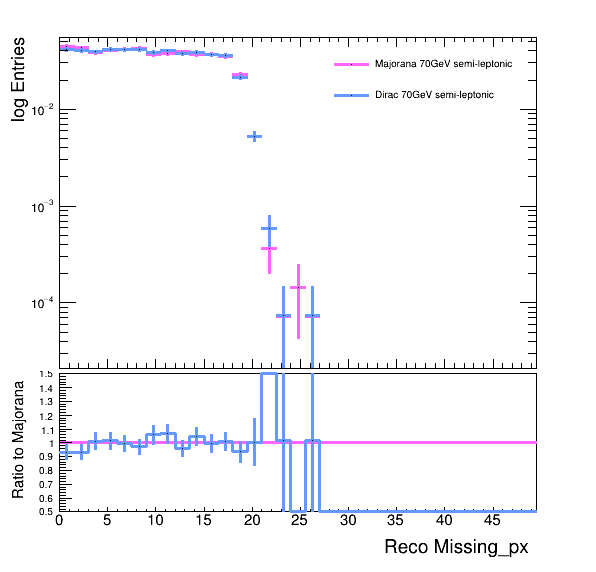 log Entries
Majorana 70GeV semi-leptonic
Dirac 70GeV semi-leptonic
10⁻²
10⁻³
10⁻⁴
Ratio to Majorana
1.5
1.4
1.3
1.2
1.1
1
0.9
0.8
0.7
0.6
0.5
0 5 10 15 20 25 30 35 40 45
Reco Missing_px